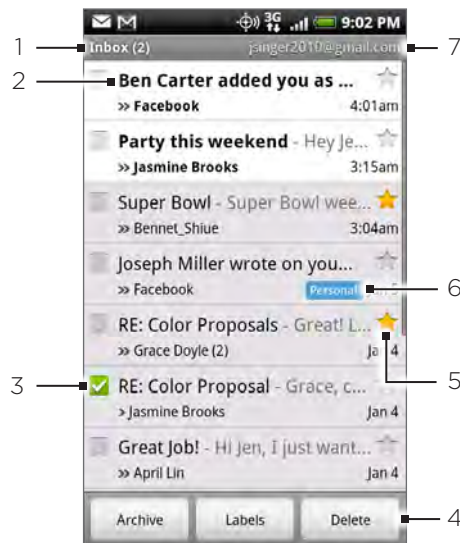 3G 9:02 PM
1 Inbox (2) jsinger2010@gmail.com 7
2 Ben Carter added you as ...
» Facebook 4:01am
Party this weekend - Hey Je...
» Jasmine Brooks 3:15am
Super Bowl - Super Bowl wee...
» Bennet_Shiue 3:04am
Joseph Miller wrote on you...
» Facebook Personal 6
RE: Color Proposals - Great! L...
» Grace Doyle (2) Jan 4 5
3 RE: Color Proposal - Grace, c...
› Jasmine Brooks Jan 4
Great Job! - Hi Jen, I just want...
» April Lin Jan 4
Archive Labels Delete 4